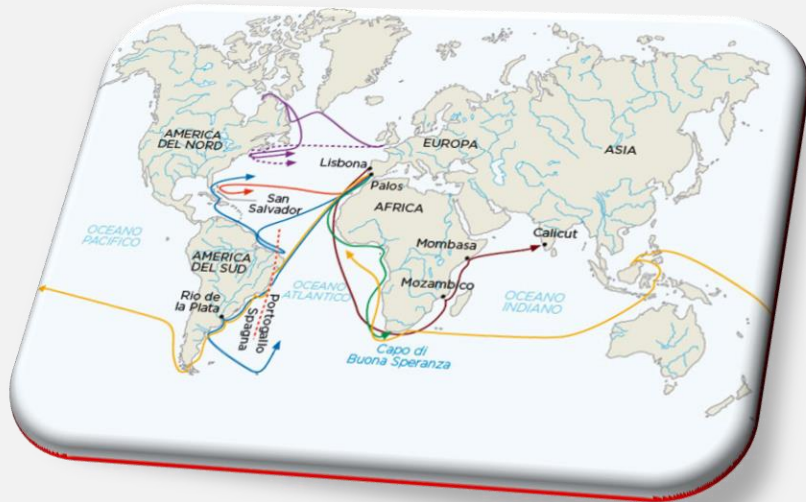 AMERICA
DEL NORD
EUROPA
ASIA
Lisbona
Palos
AFRICA
San
Salvador
OCEANO
PACIFICO
AMERICA
DEL SUD
Mombasa
Calicut
OCEANO
ATLANTICO
Mozambico
OCEANO
INDIANO
Rio de
la Plata
Portogallo
Spagna
Capo di
Buona Speranza